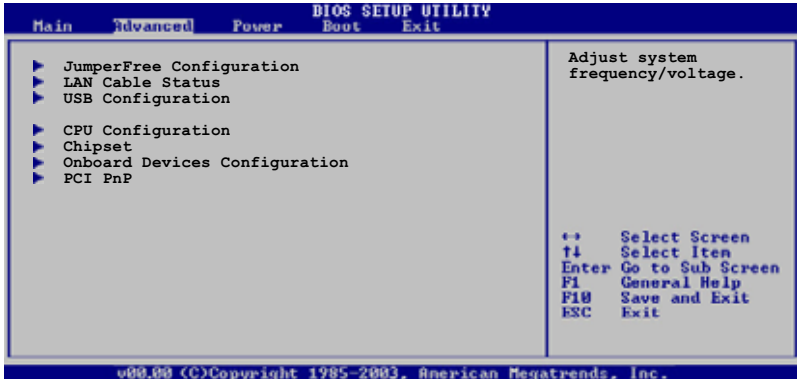 BIOS SETUP UTILITY
Main Advanced Power Boot Exit
JumperFree Configuration
LAN Cable Status
USB Configuration
CPU Configuration
Chipset
Onboard Devices Configuration
PCI PnP
Adjust system
frequency/voltage.
↔ Select Screen
↑↓ Select Item
Enter Go to Sub Screen
F1 General Help
F10 Save and Exit
ESC Exit
v00.00 (C)Copyright 1985-2003, American Megatrends, Inc.